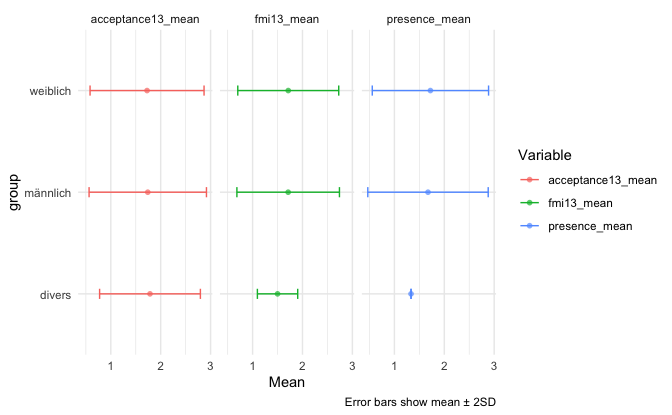 acceptance13_mean fmi13_mean presence_mean
weiblich
männlich
divers
group
1 2 3 1 2 3 1 2 3
Mean
Variable
acceptance13_mean
fmi13_mean
presence_mean
Error bars show mean ± 2SD